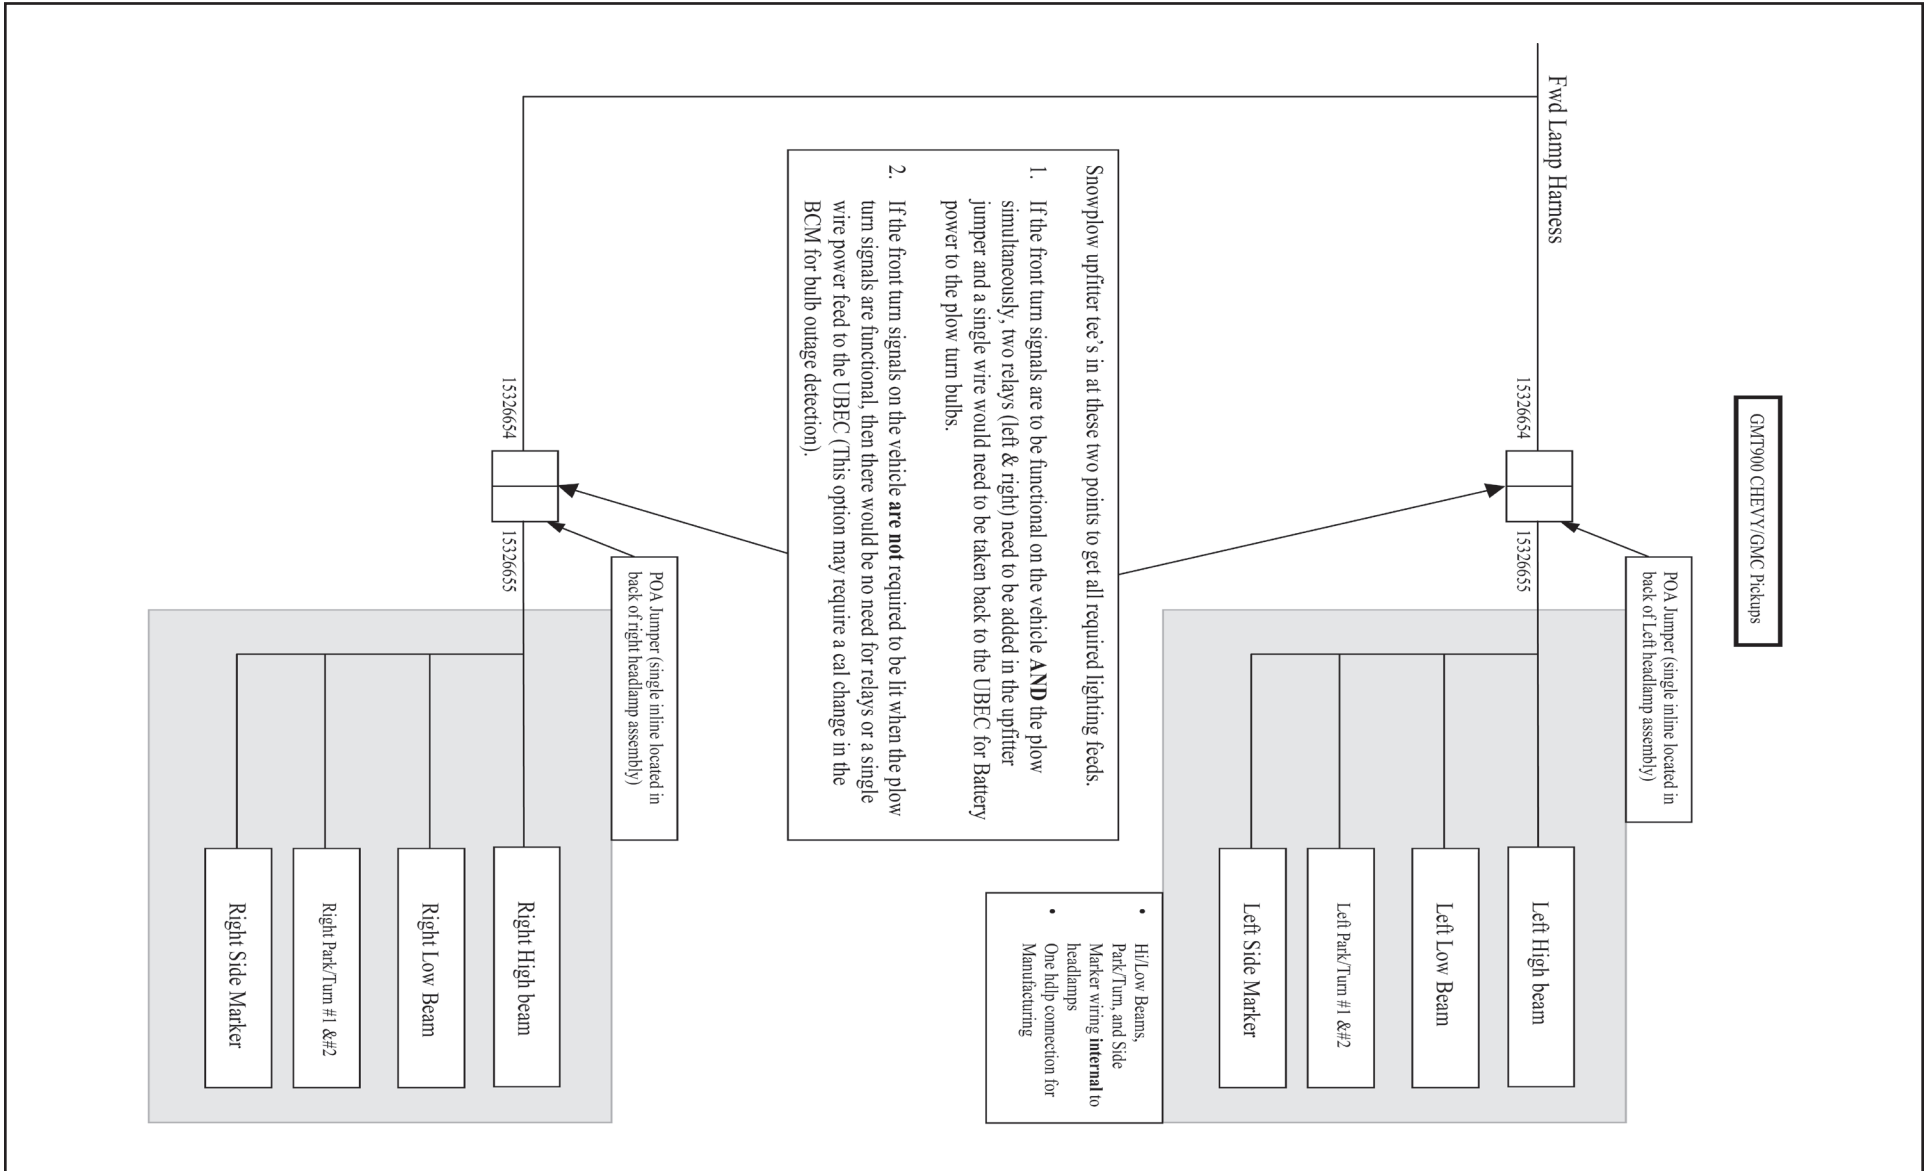 GMT900 CHEVY/GMC Pickups
Fwd Lamp Harness
15326654
15326655
POA Jumper (single inline located in
back of Left headlamp assembly)
Left High beam
Left Low Beam
Left Park/Turn #1 &#2
Left Side Marker
Snowplow upfitter tee’s in at these two points to get all required lighting feeds.
1. If the front turn signals are to be functional on the vehicle AND the plow
simultaneously, two relays (left & right) need to be added in the upfitter
jumper and a single wire would need to be taken back to the UBEC for Battery
power to the plow turn bulbs.
2. If the front turn signals on the vehicle are not required to be lit when the plow
turn signals are functional, then there would be no need for relays or a single
wire power feed to the UBEC (This option may require a cal change in the
BCM for bulb outage detection).
• Hi/Low Beams,
Park/Turn, and Side
Marker wiring internal to
headlamps
• One hdlp connection for
Manufacturing
POA Jumper (single inline located in
back of right headlamp assembly)
15326654
15326655
Right High beam
Right Low Beam
Right Park/Turn #1 &#2
Right Side Marker